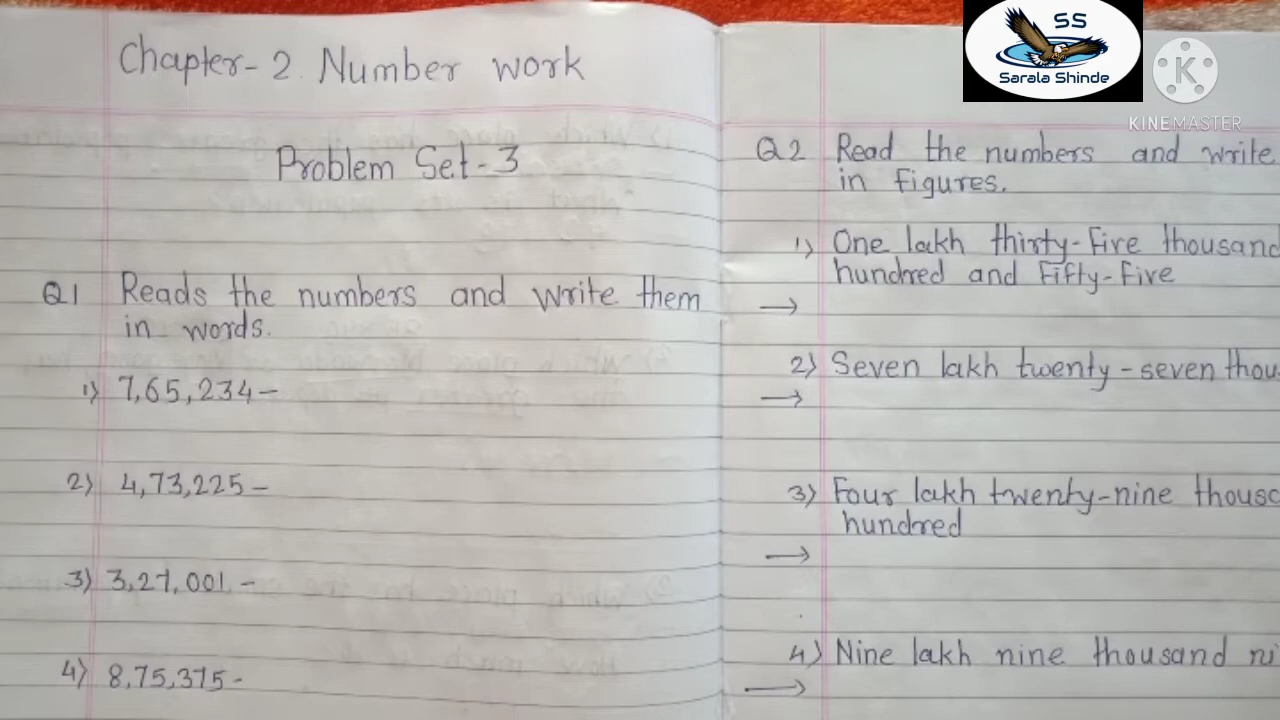 Chapter-2. Number work
Problem Set-3
Q1 Reads the numbers and write them
in words.
1) 7,65,234-
2) 4,73,225-
3) 3,27,001.-
4) 8,75,375-
SS
Sarala Shinde
K
KINEMASTER
Q2 Read the numbers and write
in figures.
1) One lakh thirty-five thousand
hundred and fifty-five
→
2) Seven lakh twenty-seven thou
→
3) Four lakh twenty-nine thousa
hundred
→
4) Nine lakh nine thousand ni
→